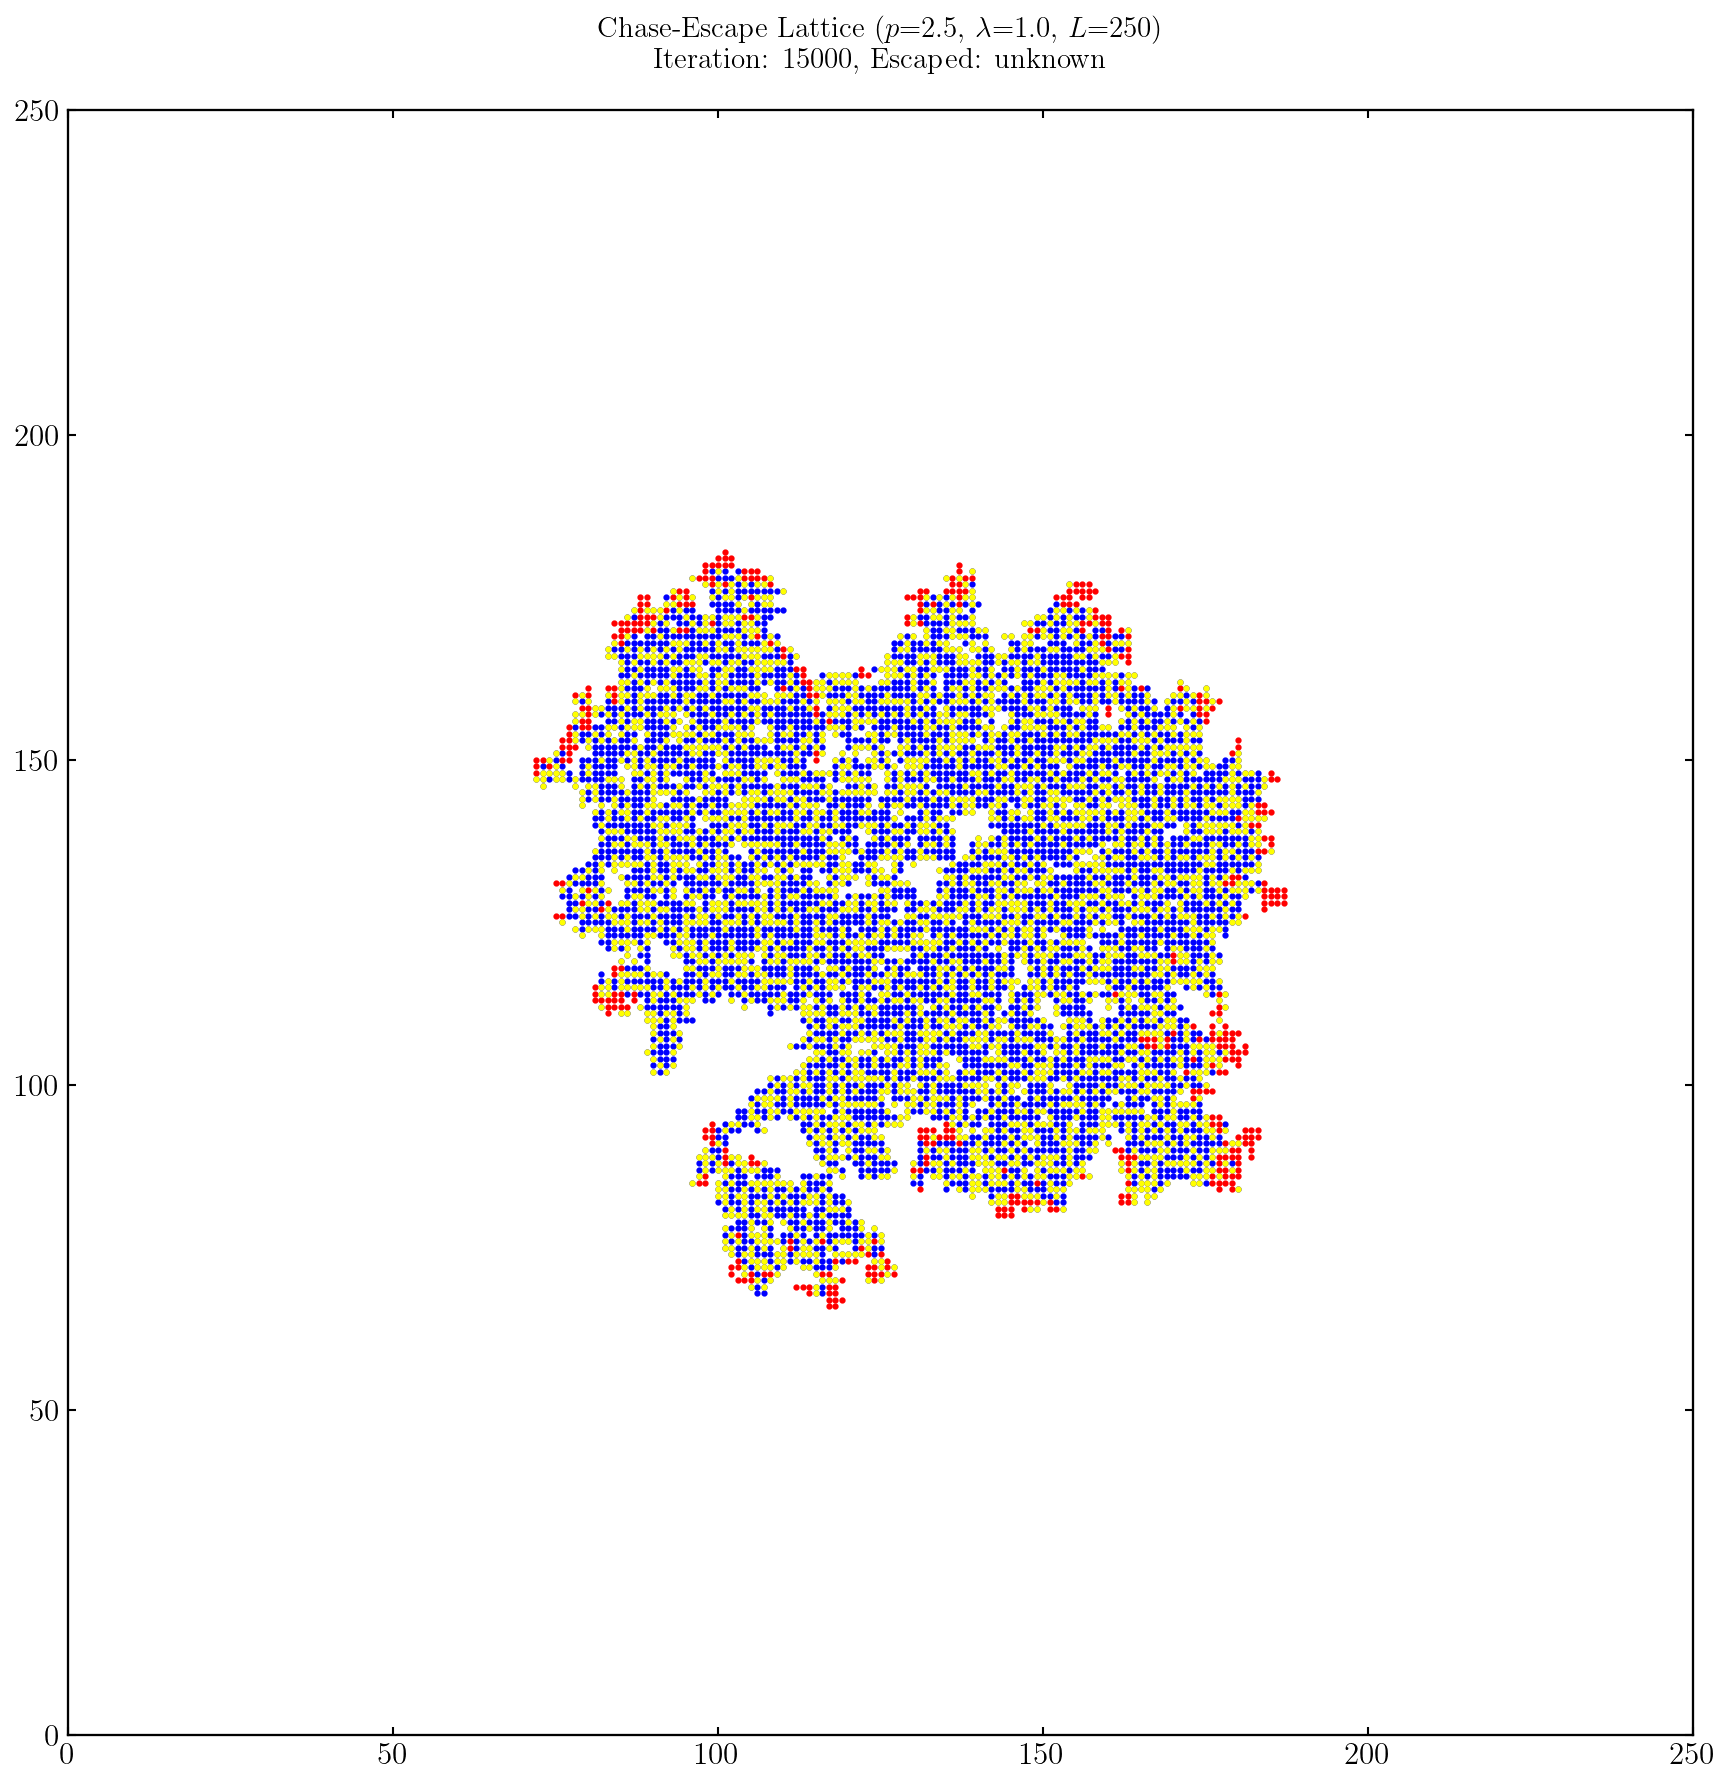 Chase-Escape Lattice (p=2.5, λ=1.0, L=250)
Iteration: 15000, Escaped: unknown
250
200
150
100
50
0
0 50 100 150 200 250